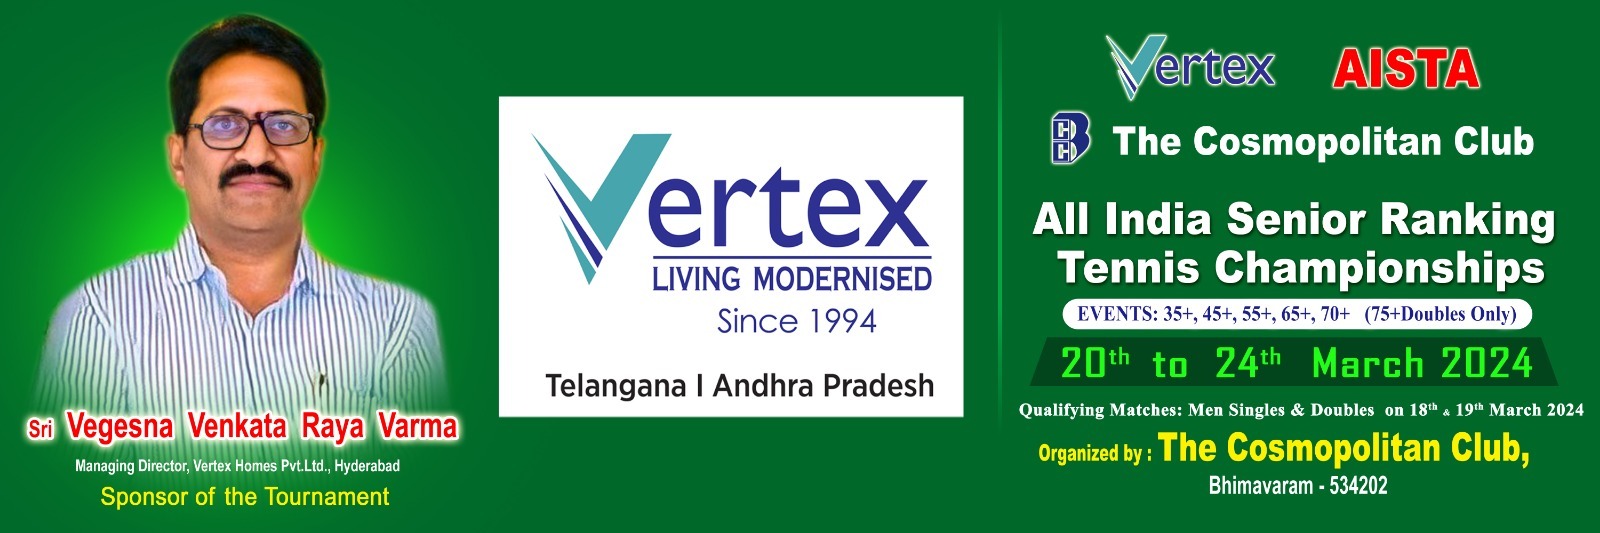 Sri Vegesna Venkata Raya Varma
Managing Director, Vertex Homes Pvt.Ltd., Hyderabad
Sponsor of the Tournament
Vertex
LIVING MODERNISED
Since 1994
Telangana I Andhra Pradesh
Vertex AISTA
BCC The Cosmopolitan Club
All India Senior Ranking
Tennis Championships
EVENTS: 35+, 45+, 55+, 65+, 70+ (75+Doubles Only)
20th to 24th March 2024
Qualifying Matches: Men Singles & Doubles on 18th & 19th March 2024
Organized by : The Cosmopolitan Club,
Bhimavaram - 534202